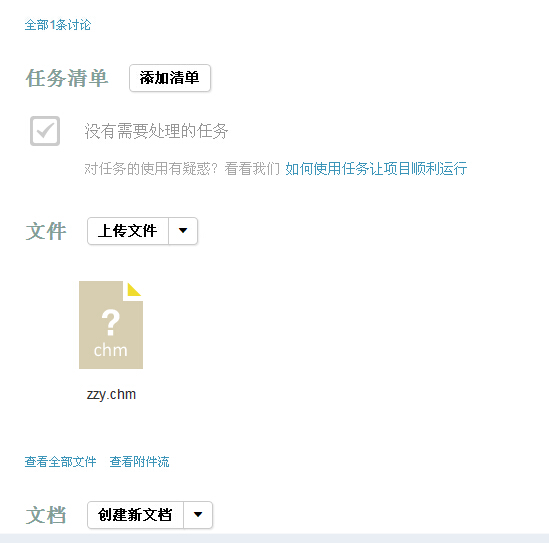 全部1条讨论
任务清单 添加清单
没有需要处理的任务
对任务的使用有疑惑？看看我们 如何使用任务让项目顺利运行
文件 上传文件
?
chm
zzy.chm
查看全部文件 查看附件流
文档 创建新文档